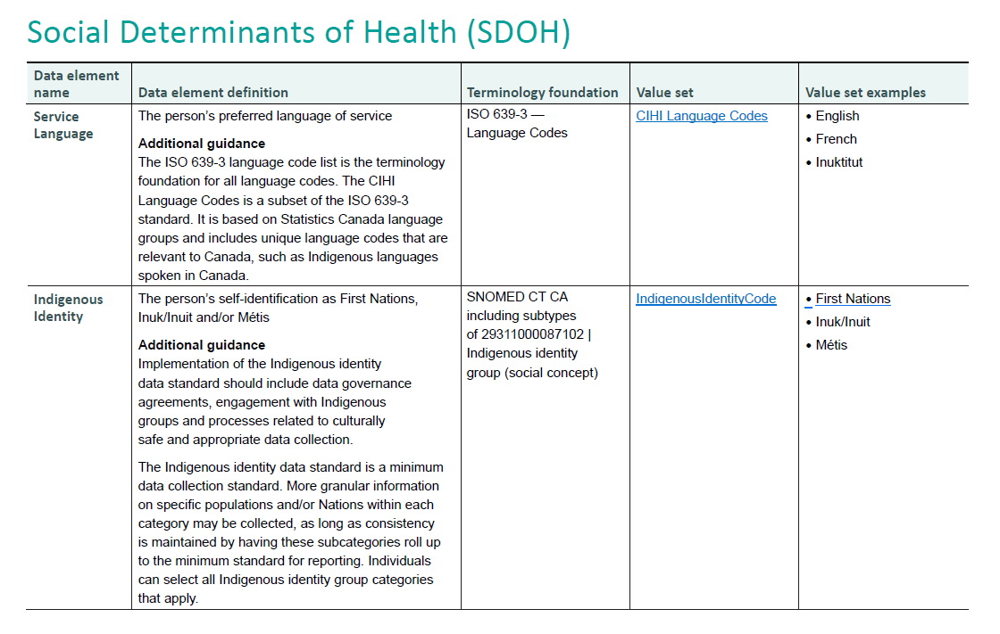 Social Determinants of Health (SDOH)
Data element
name
Data element definition
Terminology foundation
Value set
Value set examples
Service
Language
The person's preferred language of service
Additional guidance
The ISO 639-3 language code list is the terminology
foundation for all language codes. The CIHI
Language Codes is a subset of the ISO 639-3
standard. It is based on Statistics Canada language
groups and includes unique language codes that are
relevant to Canada, such as Indigenous languages
spoken in Canada.
ISO 639-3 —
Language Codes
CIHI Language Codes
• English
• French
• Inuktitut
Indigenous
Identity
The person's self-identification as First Nations,
Inuk/Inuit and/or Métis
Additional guidance
Implementation of the Indigenous identity
data standard should include data governance
agreements, engagement with Indigenous
groups and processes related to culturally
safe and appropriate data collection.
The Indigenous identity data standard is a minimum
data collection standard. More granular information
on specific populations and/or Nations within each
category may be collected, as long as consistency
is maintained by having these subcategories roll up
to the minimum standard for reporting. Individuals
can select all Indigenous identity group categories
that apply.
SNOMED CT CA
including subtypes
of 29311000087102 |
Indigenous identity
group (social concept)
IndigenousIdentityCode
• First Nations
• Inuk/Inuit
• Métis